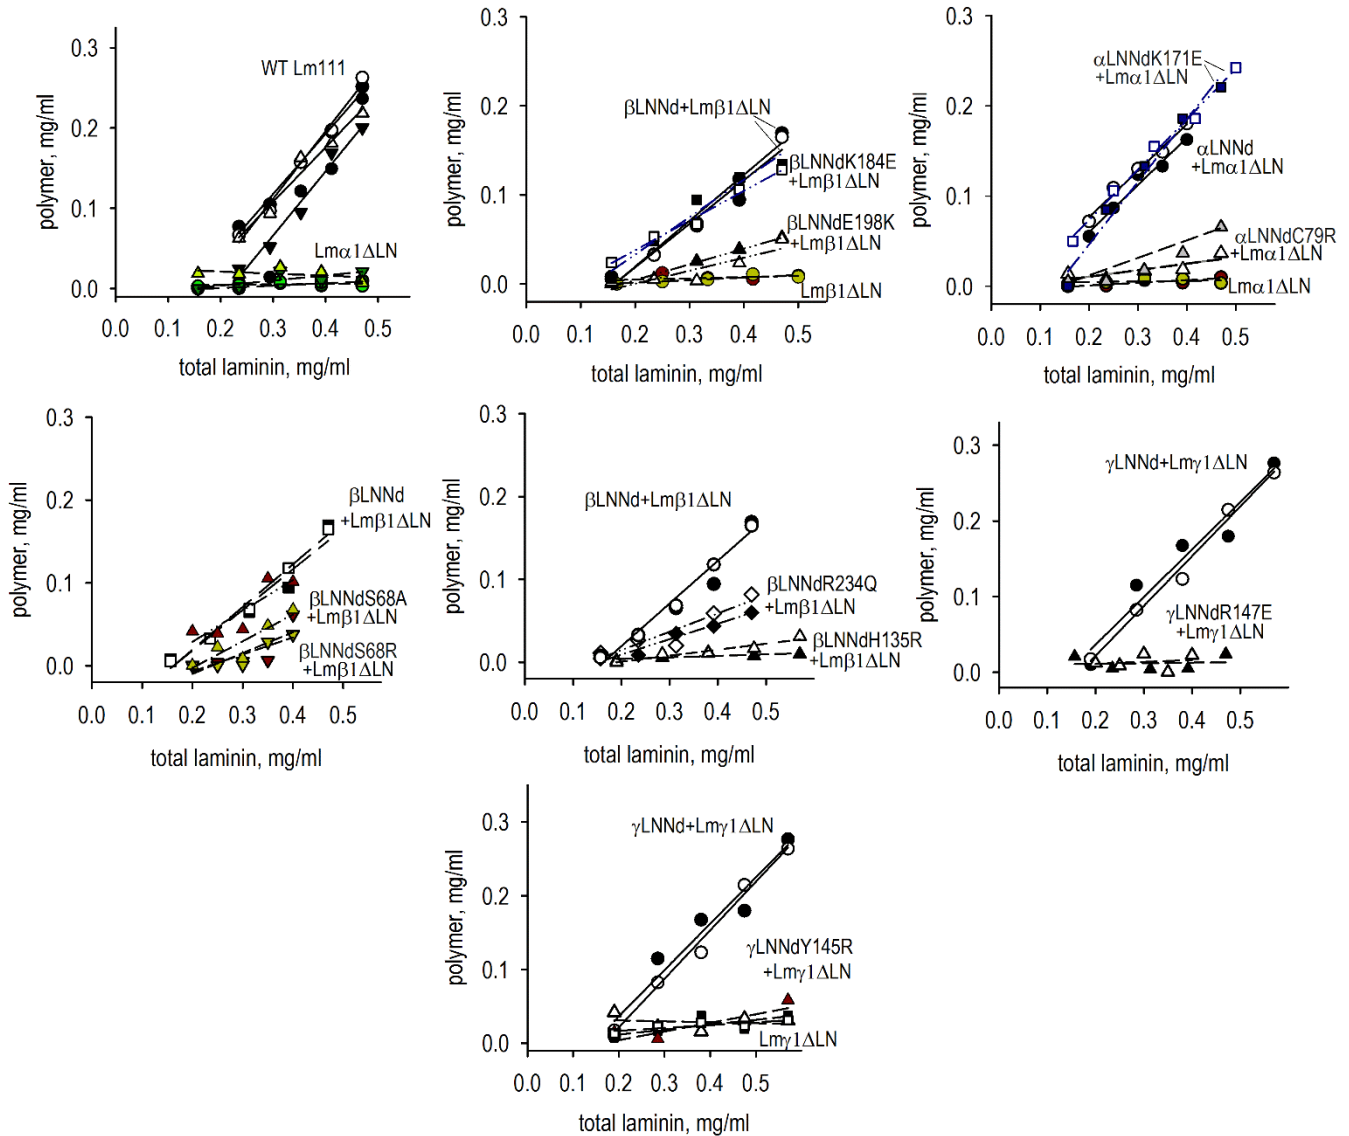 0.3
0.2
0.1
0.0
polymer, mg/ml
WT Lm111
Lmα1ΔLN
0.0 0.1 0.2 0.3 0.4 0.5
total laminin, mg/ml
0.3
0.2
0.1
0.0
polymer, mg/ml
βLNNd+Lmβ1ΔLN
βLNNdK184E
+Lmβ1ΔLN
βLNNdE198K
+Lmβ1ΔLN
Lmβ1ΔLN
0.0 0.1 0.2 0.3 0.4 0.5
total laminin, mg/ml
0.3
0.2
0.1
0.0
polymer, mg/ml
αLNNdK171E
+Lmα1ΔLN
αLNNd
+Lmα1ΔLN
αLNNdC79R
+Lmα1ΔLN
Lmα1ΔLN
0.0 0.1 0.2 0.3 0.4 0.5
total laminin, mg/ml
0.3
0.2
0.1
0.0
polymer, mg/ml
βLNNd
+Lmβ1ΔLN
βLNNdS68A
+Lmβ1ΔLN
βLNNdS68R
+Lmβ1ΔLN
0.0 0.1 0.2 0.3 0.4 0.5
total laminin, mg/ml
0.3
0.2
0.1
0.0
polymer, mg/ml
βLNNd+Lmβ1ΔLN
βLNNdR234Q
+Lmβ1ΔLN
βLNNdH135R
+Lmβ1ΔLN
0.0 0.1 0.2 0.3 0.4 0.5
total laminin, mg/ml
0.3
0.2
0.1
0.0
polymer, mg/ml
γLNNd+Lmγ1ΔLN
γLNNdR147E
+Lmγ1ΔLN
0.0 0.1 0.2 0.3 0.4 0.5
total laminin, mg/ml
0.3
0.2
0.1
0.0
polymer, mg/ml
γLNNd+Lmγ1ΔLN
γLNNdY145R
+Lmγ1ΔLN
Lmγ1ΔLN
0.0 0.1 0.2 0.3 0.4 0.5
total laminin, mg/ml